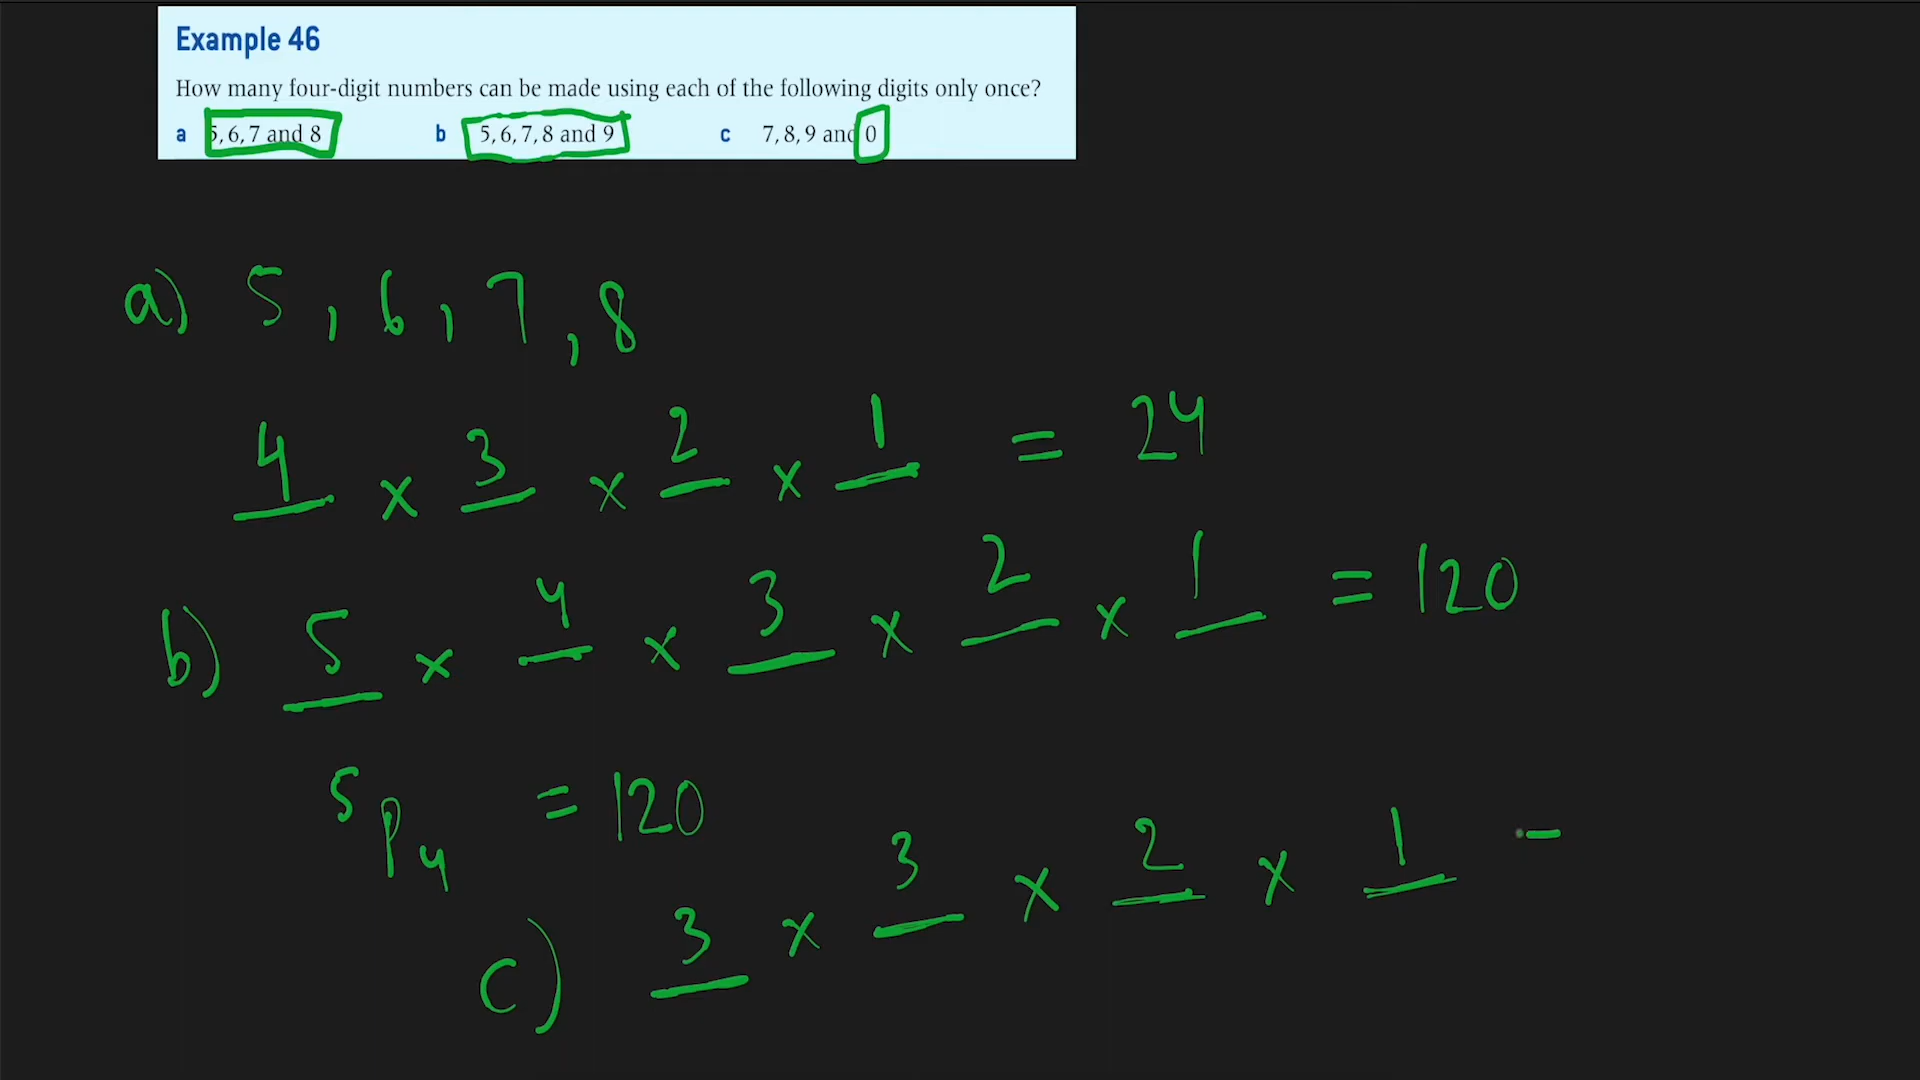 Example 46
How many four-digit numbers can be made using each of the following digits only once?
a 5, 6, 7 and 8 b 5, 6, 7, 8 and 9 c 7, 8, 9 and 0
a) 5, 6, 7, 8
4 x 3 x 2 x 1 = 24
b) 5 x 4 x 3 x 2 x 1 = 120
5P4 = 120
c) 3 x 3 x 2 x 1 -